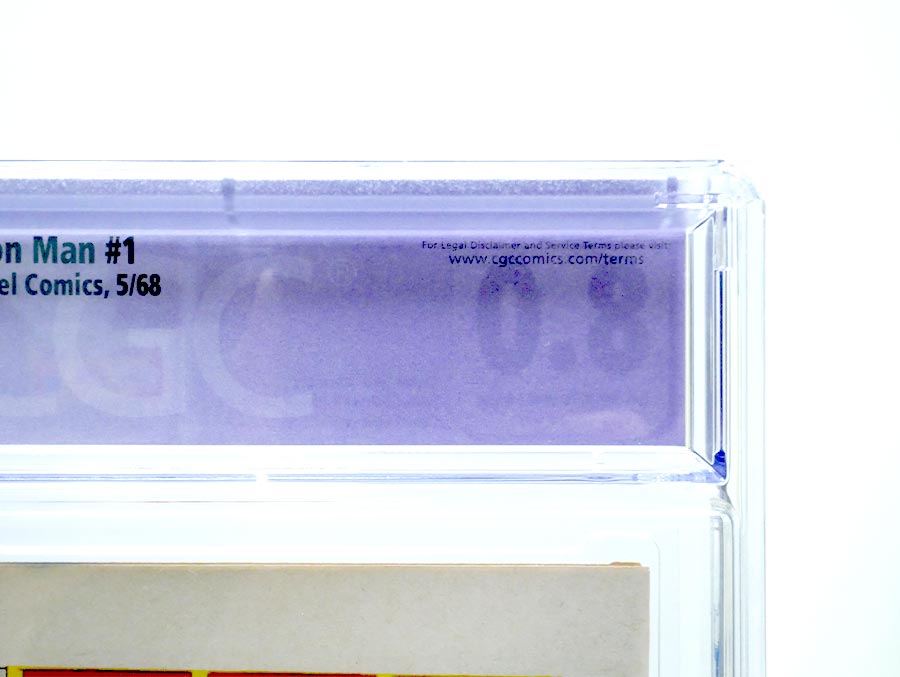 on Man #1
el Comics, 5/68
For Legal Disclaimer and Service Terms please visit:
www.cgccomics.com/terms
CGC
0.8